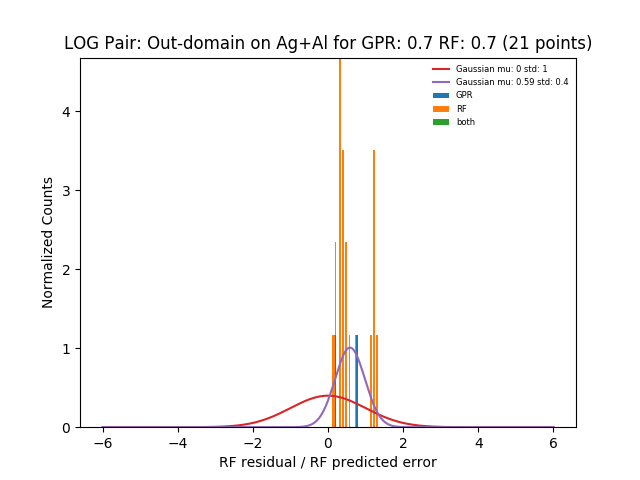 LOG Pair: Out-domain on Ag+Al for GPR: 0.7 RF: 0.7 (21 points)
Gaussian mu: 0 std: 1
Gaussian mu: 0.59 std: 0.4
GPR
RF
both
Normalized Counts
4
3
2
1
0
−6 −4 −2 0 2 4 6
RF residual / RF predicted error